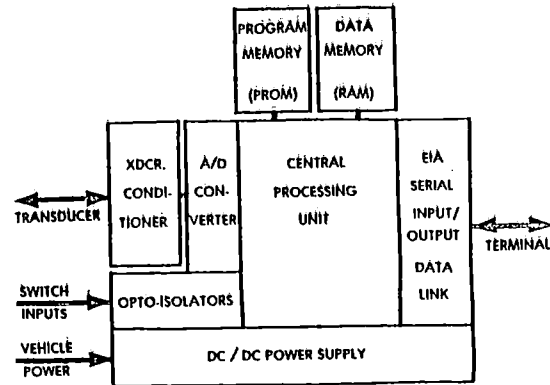 PROGRAM
MEMORY
(PROM)
DATA
MEMORY
(RAM)
XDCR.
CONDI-
TIONER
A/D
CON-
VERTER
CENTRAL
PROCESSING
UNIT
EIA
SERIAL
INPUT/
OUTPUT
DATA
LINK
TRANSDUCER
TERMINAL
SWITCH
INPUTS
OPTO-ISOLATORS
VEHICLE
POWER
DC / DC POWER SUPPLY